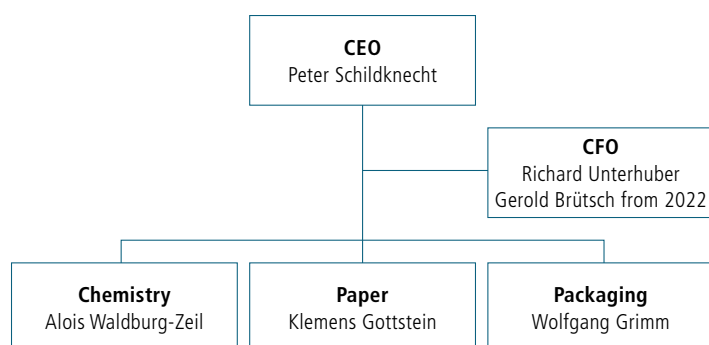 CEO
Peter Schildknecht
CFO
Richard Unterhuber
Gerold Brütsch from 2022
Chemistry
Alois Waldburg-Zeil
Paper
Klemens Gottstein
Packaging
Wolfgang Grimm